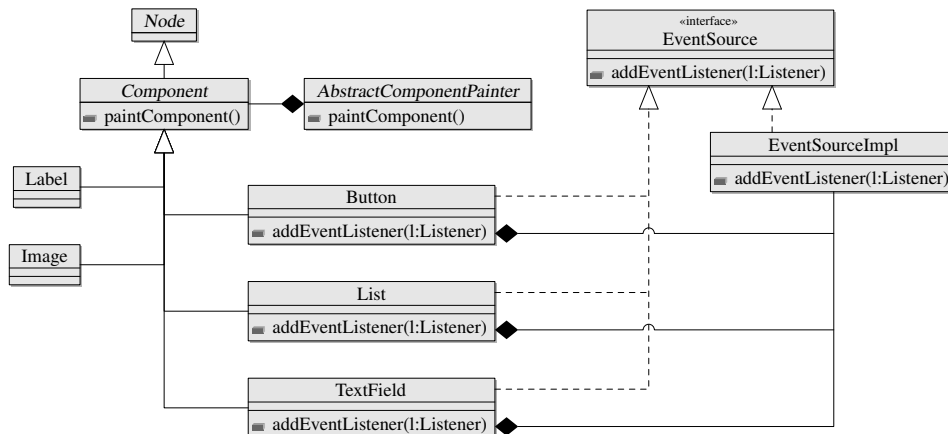 Node
«interface»
EventSource
addEventListener(l:Listener)
Component
paintComponent()
AbstractComponentPainter
paintComponent()
EventSourceImpl
addEventListener(l:Listener)
Label
Button
addEventListener(l:Listener)
Image
List
addEventListener(l:Listener)
TextField
addEventListener(l:Listener)